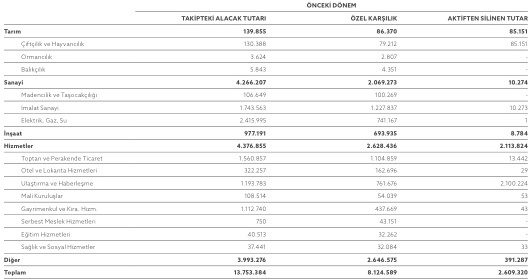 ÖNCEKİ DÖNEM
TAKİPTEKİ ALACAK TUTARI ÖZEL KARŞILIK AKTİFTEN SİLİNEN TUTAR
Tarım 139.855 86.370 85.151
Çiftçilik ve Hayvancılık 130.388 79.212 85.151
Ormancılık 3.624 2.807 -
Balıkçılık 5.843 4.351 -
Sanayi 4.266.207 2.069.273 10.274
Madencilik ve Taşocakçılığı 106.649 100.269 -
İmalat Sanayi 1.743.563 1.227.837 10.273
Elektrik, Gaz, Su 2.415.995 741.167 1
İnşaat 977.191 693.935 8.784
Hizmetler 4.376.855 2.628.436 2.113.824
Toptan ve Perakende Ticaret 1.560.857 1.104.859 13.442
Otel ve Lokanta Hizmetleri 322.257 162.696 29
Ulaştırma ve Haberleşme 1.193.783 761.676 2.100.224
Mali Kuruluşlar 108.514 54.039 53
Gayrimenkul ve Kira. Hizm. 1.112.740 437.669 43
Serbest Meslek Hizmetleri 750 43.151 -
Eğitim Hizmetleri 40.513 32.262 -
Sağlık ve Sosyal Hizmetler 37.441 32.084 33
Diğer 3.993.276 2.646.575 391.287
Toplam 13.753.384 8.124.589 2.609.320